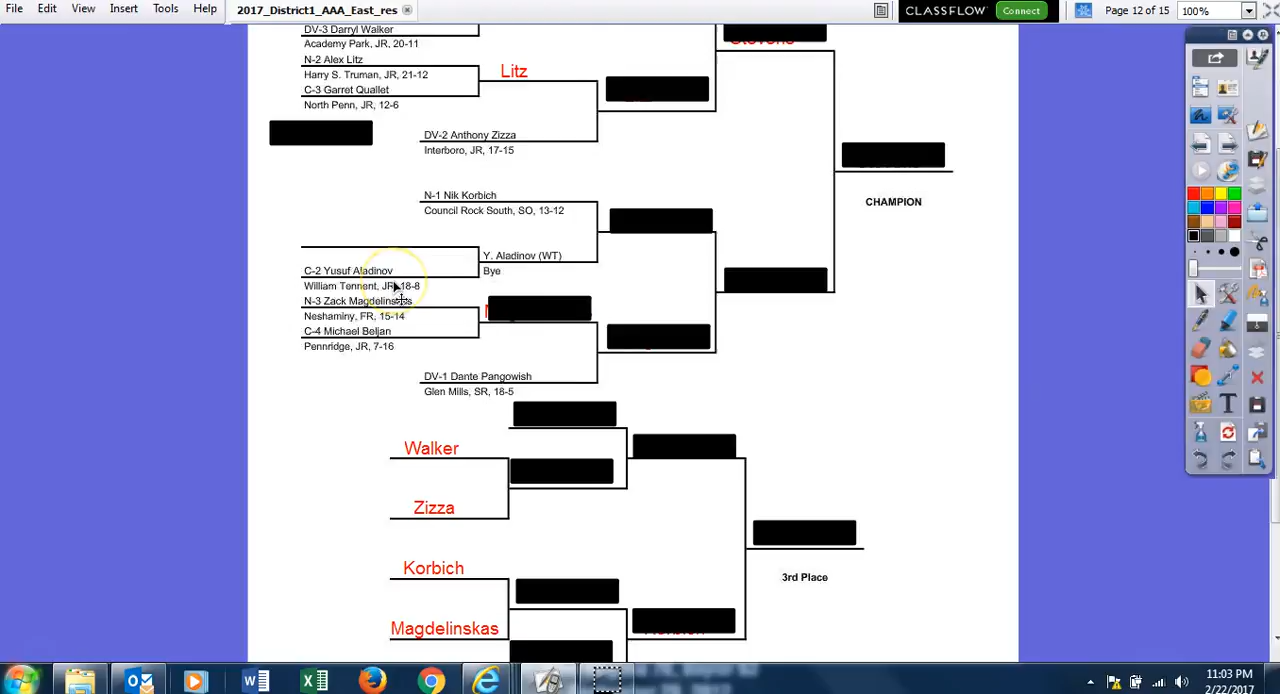 File Edit View Insert Tools Help 2017_District1_AAA_East_res CLASSFLOW Connect Page 12 of 15 100%
DV-3 Darryl Walker
Academy Park, JR, 20-11
N-2 Alex Litz
Harry S. Truman, JR, 21-12
C-3 Garret Quallet
North Penn, JR, 12-6
Litz
Stevens
DV-2 Anthony Zizza
Interboro, JR, 17-15
CHAMPION
N-1 Nik Korbich
Council Rock South, SO, 13-12
Y. Aladinov (WT)
Bye
C-2 Yusuf Aladinov
William Tennent, JR, 18-8
N-3 Zack Magdelinskas
Neshaminy, FR, 15-14
C-4 Michael Beljan
Pennridge, JR, 7-16
DV-1 Dante Pangowish
Glen Mills, SR, 18-5
Walker
Zizza
Korbich
Magdelinskas
3rd Place
11:03 PM
2/22/2017